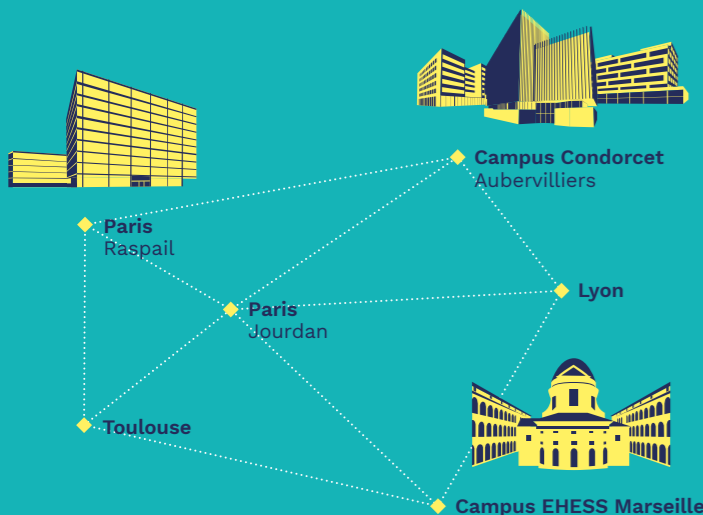 Campus Condorcet
Aubervilliers
Paris
Raspail
Lyon
Paris
Jourdan
Toulouse
Campus EHESS Marseille